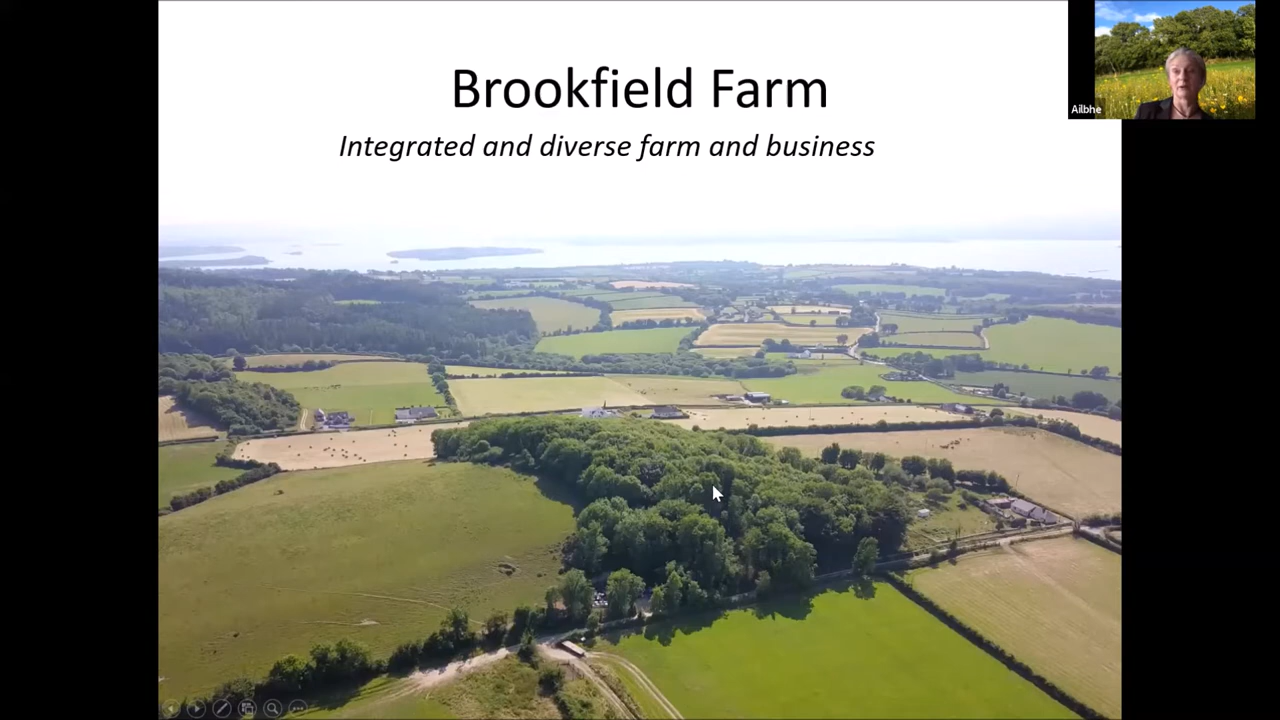 Brookfield Farm
Integrated and diverse farm and business
Ailbhe